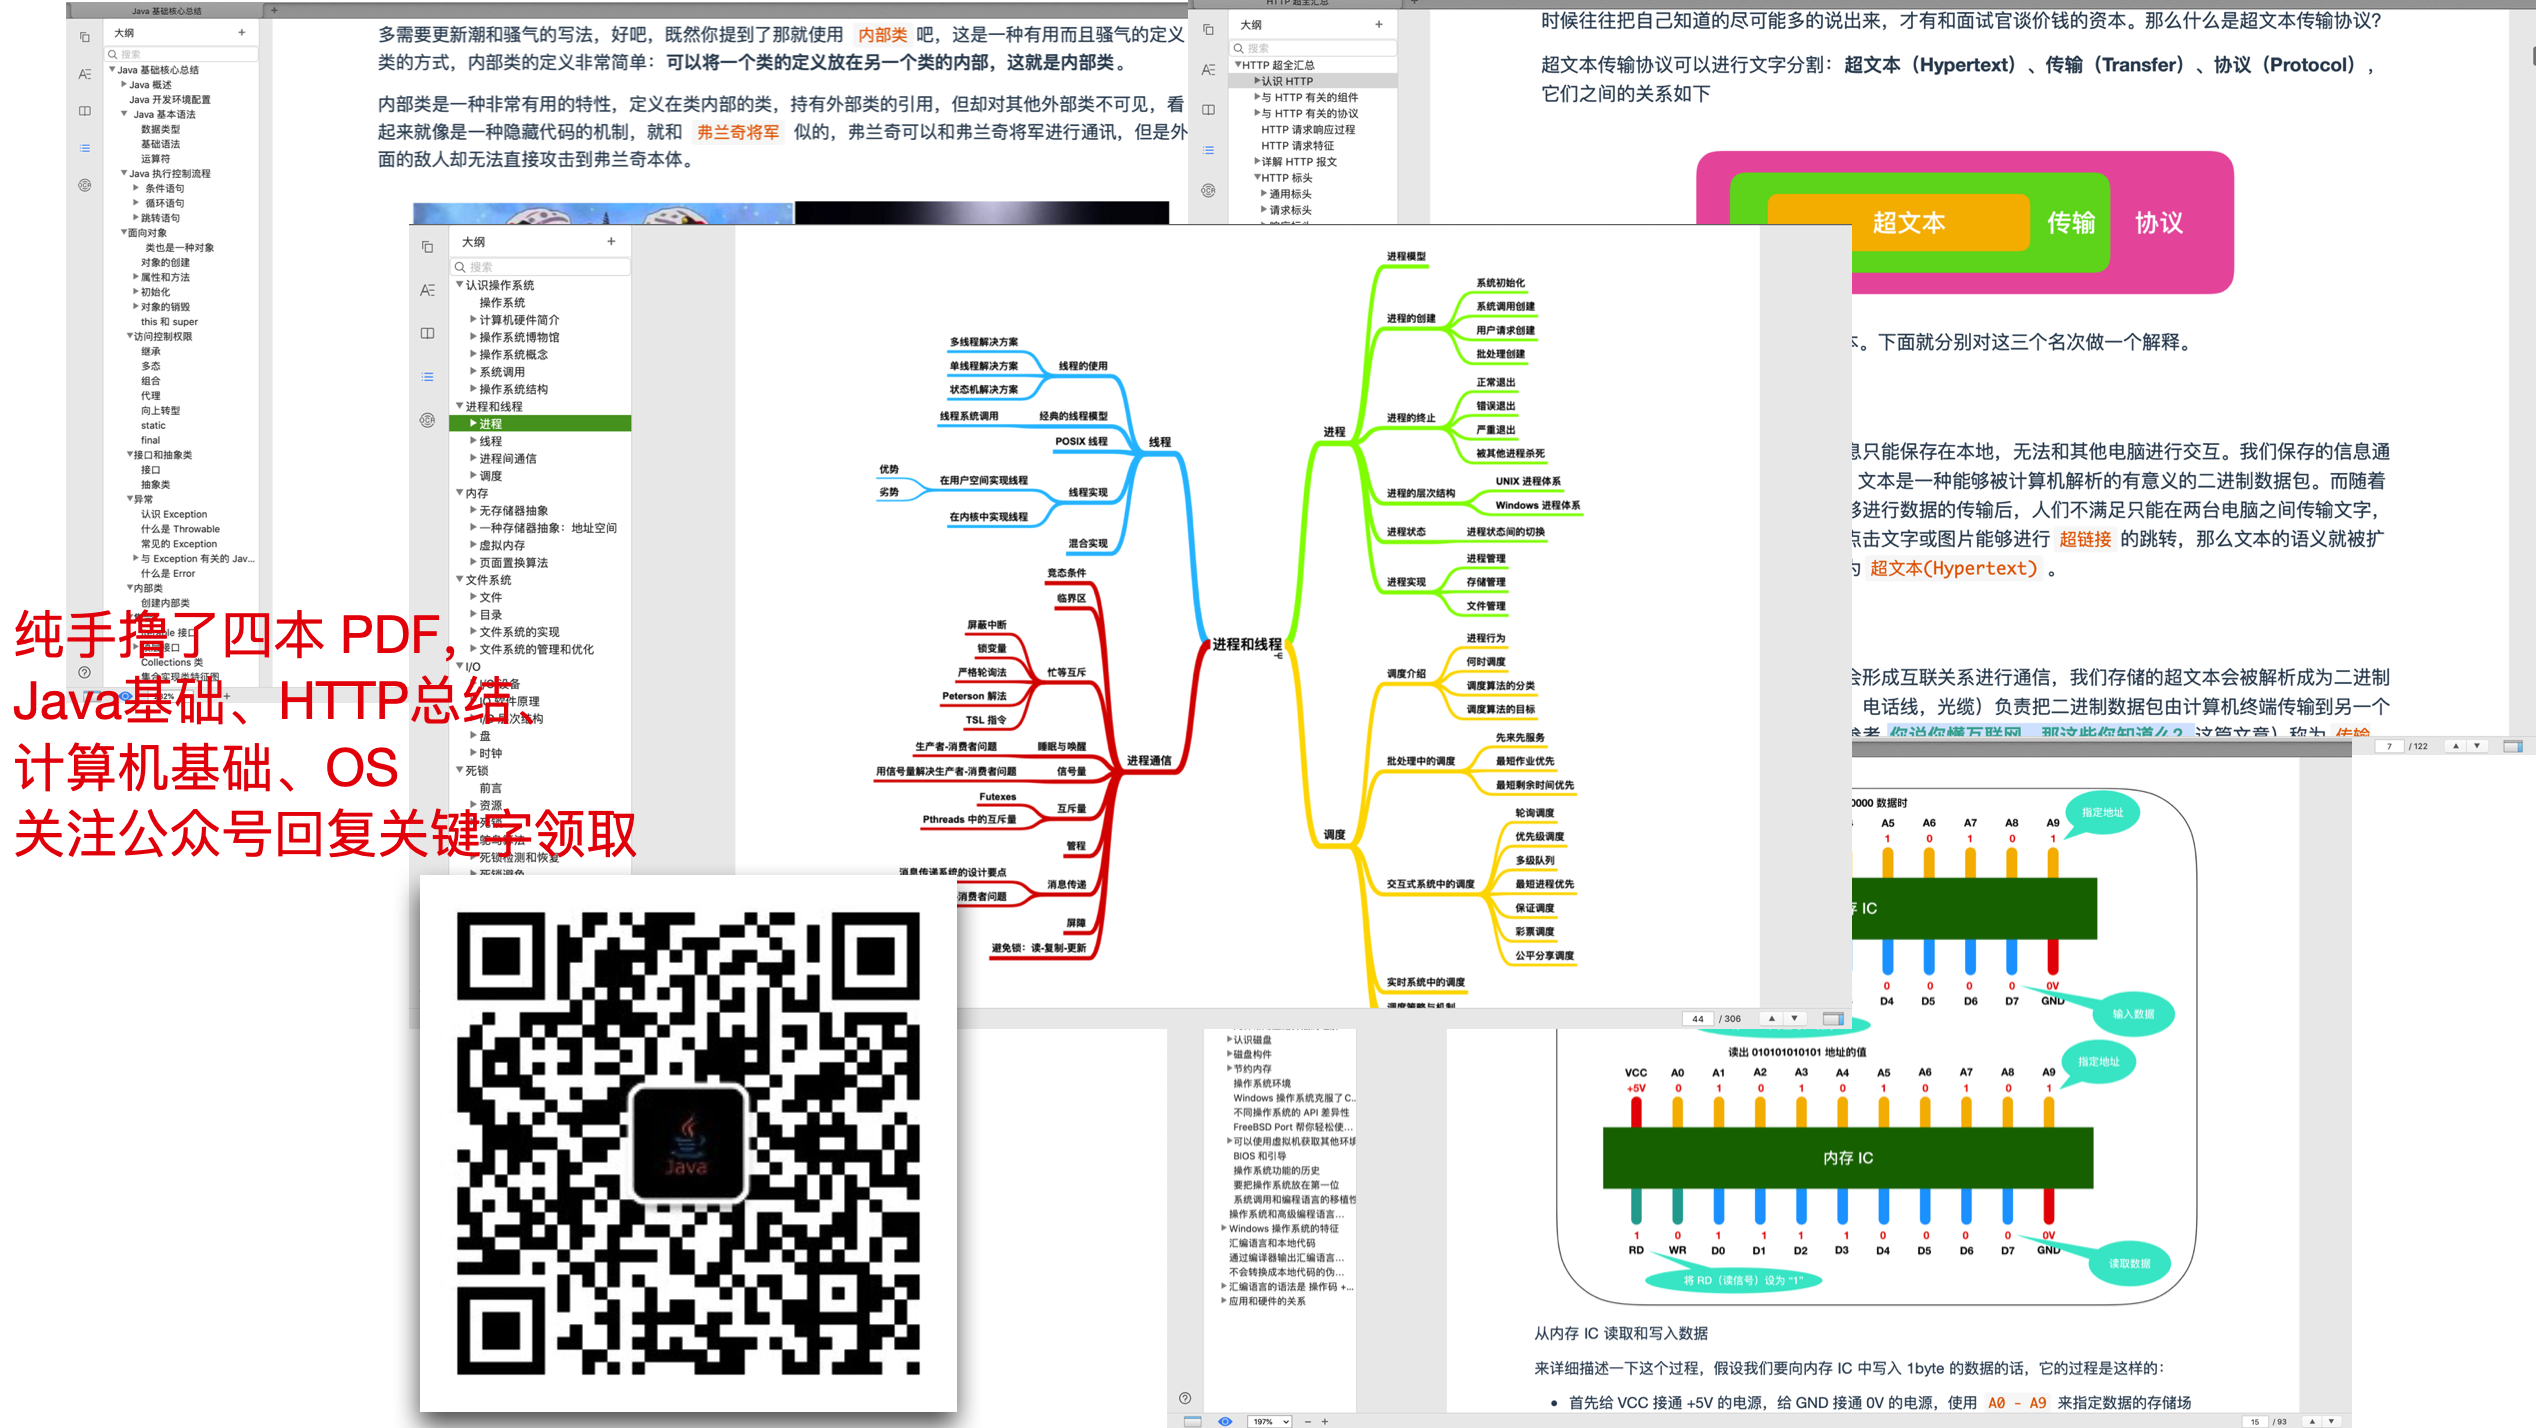 Java 基础核心总结
大纲
搜索
Java 基础核心总结
Java 概述
Java 开发环境配置
Java 基本语法
数据类型
基础语法
运算符
Java 执行控制流程
条件语句
循环语句
跳转语句
面向对象
类也是一种对象
对象的创建
属性和方法
初始化
对象的销毁
this 和 super
访问控制权限
继承
多态
组合
代理
向上转型
static
final
接口和抽象类
接口
抽象类
异常
认识 Exception
什么是 Throwable
常见的 Exception
与 Exception 有关的 Jav...
什么是 Error
内部类
创建内部类
Collections 类
集合实现类特征图
多需要更新潮和骚气的写法，好吧，既然你提到了那就使用 内部类 吧，这是一种有用而且骚气的定义
类的方式，内部类的定义非常简单：可以将一个类的定义放在另一个类的内部，这就是内部类。
内部类是一种非常有用的特性，定义在类内部的类，持有外部类的引用，但却对其他外部类不可见，看
起来就像是一种隐藏代码的机制，就和 弗兰奇将军 似的，弗兰奇可以和弗兰奇将军进行通讯，但是外
面的敌人却无法直接攻击到弗兰奇本体。
HTTP 超全汇总
大纲
搜索
HTTP 超全汇总
认识 HTTP
与 HTTP 有关的组件
与 HTTP 有关的协议
HTTP 请求响应过程
HTTP 请求特征
详解 HTTP 报文
HTTP 标头
通用标头
请求标头
时候往往把自己知道的尽可能多的说出来，才有和面试官谈价钱的资本。那么什么是超文本传输协议?
超文本传输协议可以进行文字分割：超文本（Hypertext）、传输（Transfer）、协议（Protocol），
它们之间的关系如下
超文本
传输
协议
。下面就分别对这三个名次做一个解释。
息只能保存在本地，无法和其他电脑进行交互。我们保存的信息通
文本是一种能够被计算机解析的有意义的二进制数据包。而随着
够进行数据的传输后，人们不满足只能在两台电脑之间传输文字，
点击文字或图片能够进行 超链接 的跳转，那么文本的语义就被扩
为 超文本(Hypertext) 。
会形成互联关系进行通信，我们存储的超文本会被解析成为二进制
电话线，光缆）负责把二进制数据包由计算机终端传输到另一个
参考 你说你懂互联网，那这些你知道么？ 这篇文章）称为 传输
7 / 122
大纲
搜索
认识操作系统
操作系统
计算机硬件简介
操作系统博物馆
操作系统概念
系统调用
操作系统结构
进程和线程
进程
线程
进程间通信
调度
内存
无存储器抽象
一种存储器抽象：地址空间
虚拟内存
页面置换算法
文件系统
文件
目录
文件系统的实现
文件系统的管理和优化
I/O
I/O 设备
IO 软件原理
I/O 层次结构
盘
时钟
死锁
前言
资源
死锁
死锁检测和恢复
死锁避免
进程和线程
线程
线程的使用
多线程解决方案
单线程解决方案
状态机解决方案
经典的线程模型
线程系统调用
POSIX 线程
线程实现
在用户空间实现线程
优势
劣势
在内核中实现线程
混合实现
进程通信
竞态条件
临界区
忙等互斥
屏蔽中断
锁变量
严格轮询法
Peterson 解法
TSL 指令
睡眠与唤醒
生产者-消费者问题
信号量
用信号量解决生产者-消费者问题
互斥量
Futexes
Pthreads 中的互斥量
管程
消息传递
消息传递系统的设计要点
消费者问题
屏障
避免锁：读-复制-更新
进程
进程模型
进程的创建
系统初始化
系统调用创建
用户请求创建
批处理创建
进程的终止
正常退出
错误退出
严重退出
被其他进程杀死
进程的层次结构
UNIX 进程体系
Windows 进程体系
进程状态
进程状态间的切换
进程实现
进程管理
存储管理
文件管理
调度
调度介绍
进程行为
何时调度
调度算法的分类
调度算法的目标
批处理中的调度
先来先服务
最短作业优先
最短剩余时间优先
交互式系统中的调度
轮询调度
优先级调度
多级队列
最短进程优先
保证调度
彩票调度
公平分享调度
实时系统中的调度
调度策略与机制
44 / 306
纯手撸了四本 PDF，
Java基础、HTTP总结、
计算机基础、OS
关注公众号回复关键字领取
Java
认识磁盘
磁盘构件
节约内存
操作系统环境
Windows 操作系统克服了C...
不同操作系统的 API 差异性
FreeBSD Port 帮你轻松使...
可以使用虚拟机获取其他环境
BIOS 和引导
操作系统功能的历史
要把操作系统放在第一位
系统调用和编程语言的移植性
操作系统和高级编程语言...
Windows 操作系统的特征
汇编语言和本地代码
通过编译器输出汇编语言...
不会转换成本地代码的伪...
汇编语言的语法是 操作码 +...
应用和硬件的关系
197%
0000 数据时
指定地址
A5 A6 A7 A8 A9
1 0 1 0 1
IC
0 0 0 0 0V
D4 D5 D6 D7 GND
输入数据
读出 010101010101 地址的值
指定地址
VCC A0 A1 A2 A3 A4 A5 A6 A7 A8 A9
+5V 0 1 0 1 0 1 0 1 0 1
内存 IC
1 0 1 1 1 1 0 0 0 0 0V
RD WR D0 D1 D2 D3 D4 D5 D6 D7 GND
将 RD（读信号）设为 “1”
读取数据
从内存 IC 读取和写入数据
来详细描述一下这个过程，假设我们要向内存 IC 中写入 1byte 的数据的话，它的过程是这样的：
• 首先给 VCC 接通 +5V 的电源，给 GND 接通 0V 的电源，使用 A0 - A9 来指定数据的存储场
15 / 93